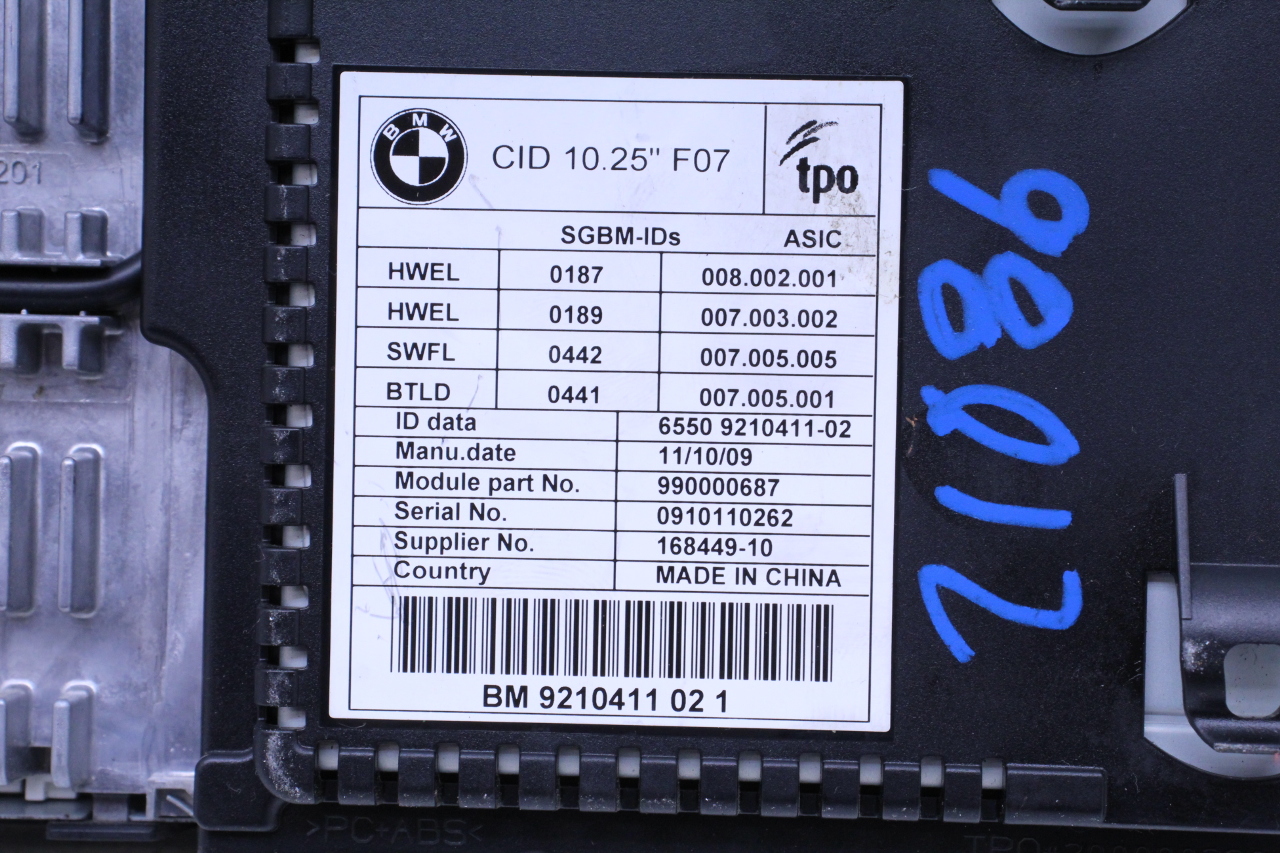 BMW
CID 10.25" F07
tpo
SGBM-IDs ASIC
HWEL 0187 008.002.001
HWEL 0189 007.003.002
SWFL 0442 007.005.005
BTLD 0441 007.005.001
ID data 6550 9210411-02
Manu.date 11/10/09
Module part No. 990000687
Serial No. 0910110262
Supplier No. 168449-10
Country MADE IN CHINA
BM 9210411 02 1
98012
201
>PC+ABS<